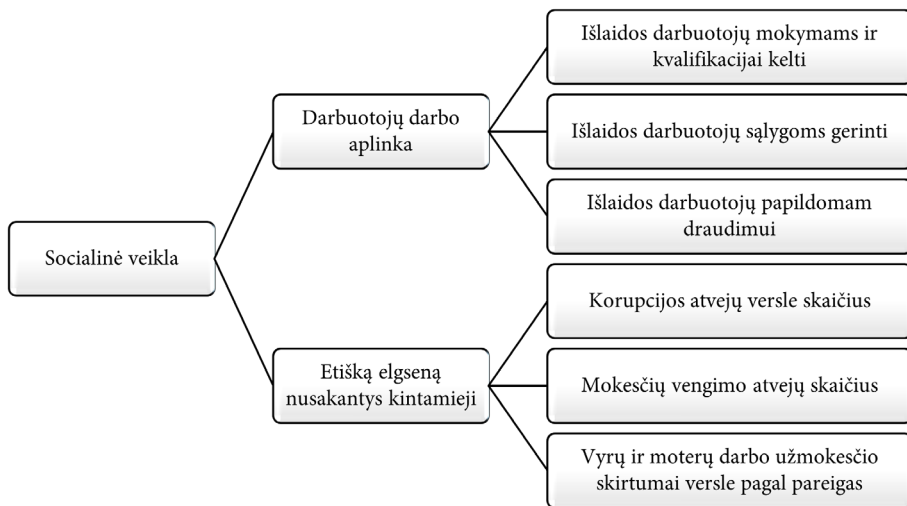 Socialinė veikla
Darbuotojų darbo
aplinka
Išlaidos darbuotojų mokymams ir
kvalifikacijai kelti
Išlaidos darbuotojų sąlygoms gerinti
Išlaidos darbuotojų papildomam
draudimui
Etišką elgseną
nusakantys kintamieji
Korupcijos atvejų versle skaičius
Mokesčių vengimo atvejų skaičius
Vyrų ir moterų darbo užmokesčio
skirtumai versle pagal pareigas